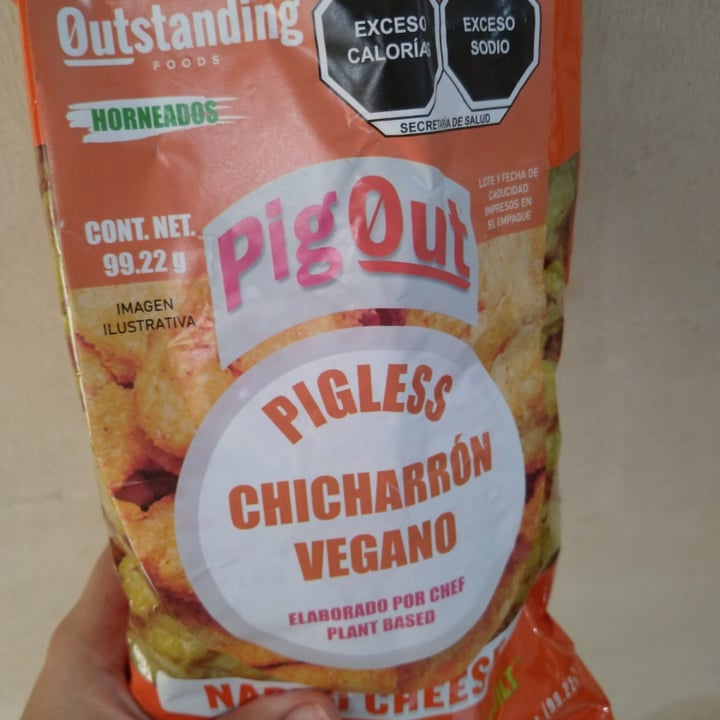 Outstanding
FOODS
HORNEADOS
EXCESO
CALORÍAS
EXCESO
SODIO
SECRETARÍA DE SALUD
LOTE Y FECHA DE
CADUCIDAD
IMPRESOS EN
EL EMPAQUE
CONT. NET.
99.22 g
IMAGEN
ILUSTRATIVA
PigOut
PIGLESS
CHICHARRÓN
VEGANO
ELABORADO POR CHEF
PLANT BASED
CHEESE